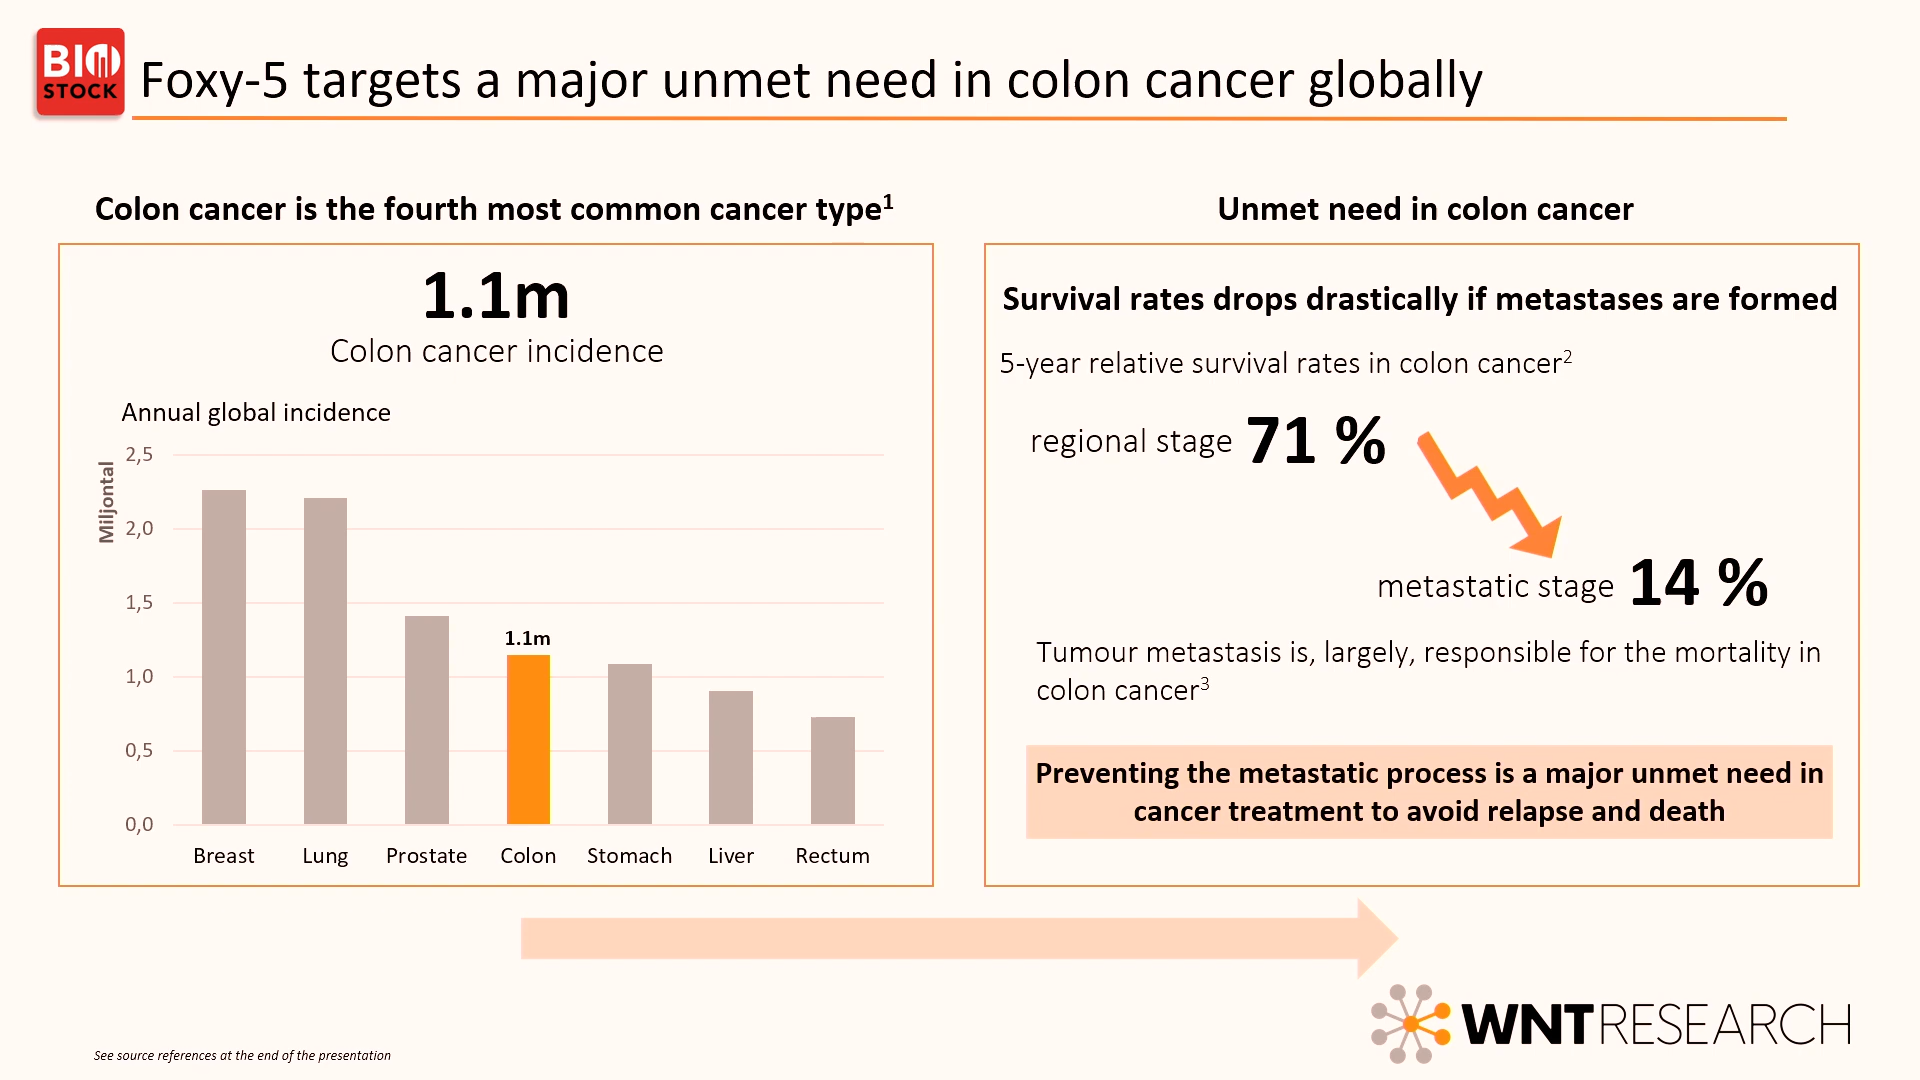 BIO
STOCK
Foxy-5 targets a major unmet need in colon cancer globally
Colon cancer is the fourth most common cancer type1
1.1m
Colon cancer incidence
Annual global incidence
Miljontal
2,5
2,0
1,5
1,0
0,5
0,0
1.1m
Breast Lung Prostate Colon Stomach Liver Rectum
Unmet need in colon cancer
Survival rates drops drastically if metastases are formed
5-year relative survival rates in colon cancer2
regional stage 71 %
metastatic stage 14 %
Tumour metastasis is, largely, responsible for the mortality in
colon cancer3
Preventing the metastatic process is a major unmet need in
cancer treatment to avoid relapse and death
WNTRESEARCH
See source references at the end of the presentation